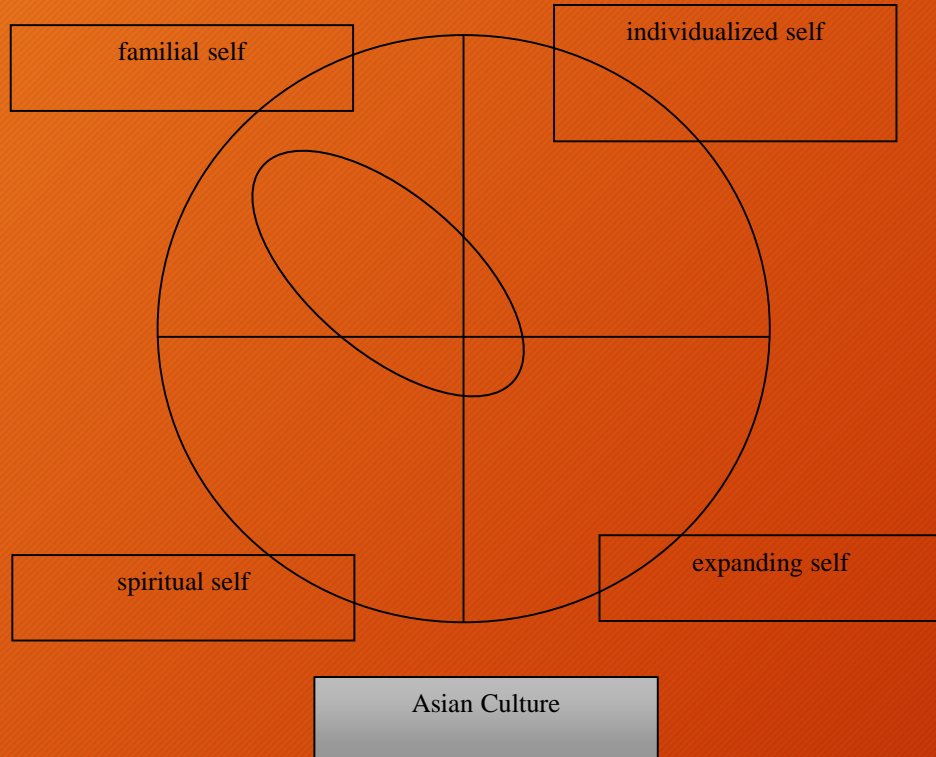 familial self
individualized self
spiritual self
expanding self
Asian Culture